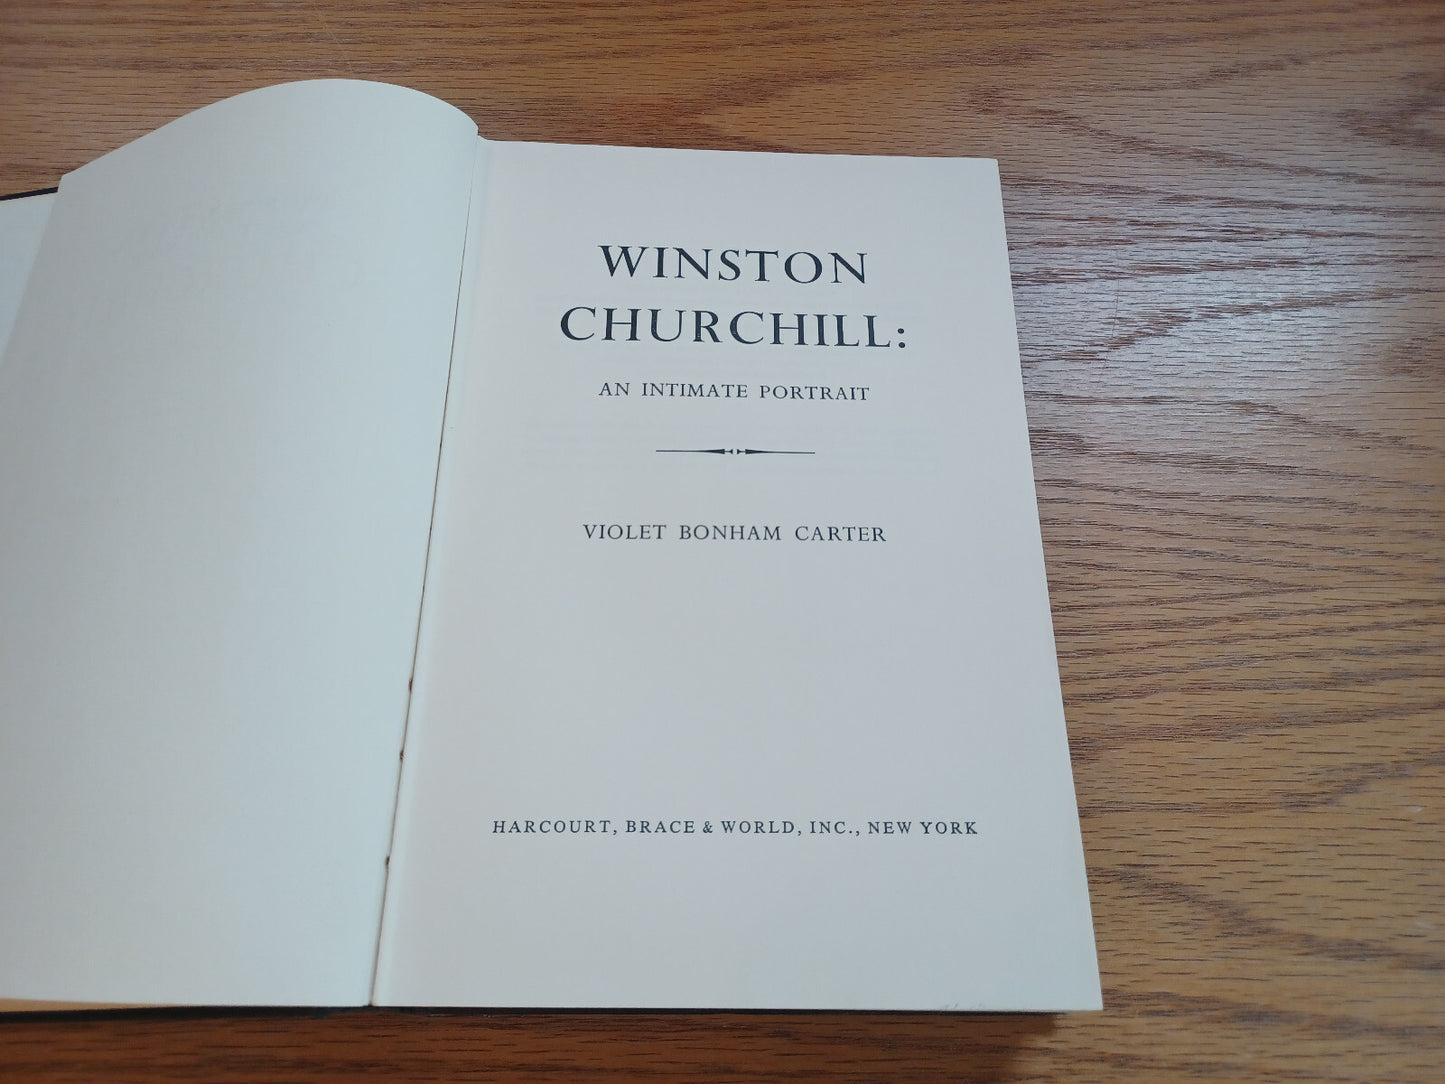 WINSTON
CHURCHILL:
AN INTIMATE PORTRAIT
VIOLET BONHAM CARTER
HARCOURT, BRACE & WORLD, INC., NEW YORK